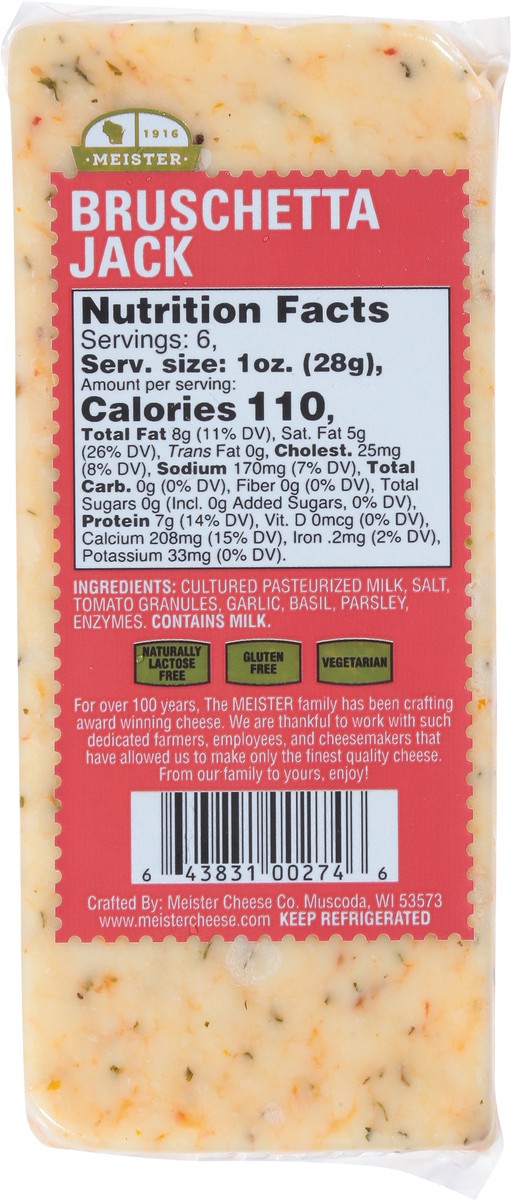 1916
·MEISTER·
BRUSCHETTA
JACK
Nutrition Facts
Servings: 6,
Serv. size: 1oz. (28g),
Amount per serving:
Calories 110,
Total Fat 8g (11% DV), Sat. Fat 5g
(26% DV), Trans Fat 0g, Cholest. 25mg
(8% DV), Sodium 170mg (7% DV), Total
Carb. 0g (0% DV), Fiber 0g (0% DV), Total
Sugars 0g (Incl. 0g Added Sugars, 0% DV),
Protein 7g (14% DV), Vit. D 0mcg (0% DV),
Calcium 208mg (15% DV), Iron .2mg (2% DV),
Potassium 33mg (0% DV).
INGREDIENTS: CULTURED PASTEURIZED MILK, SALT,
TOMATO GRANULES, GARLIC, BASIL, PARSLEY,
ENZYMES. CONTAINS MILK.
NATURALLY
LACTOSE
FREE
GLUTEN
FREE
VEGETARIAN
For over 100 years, The MEISTER family has been crafting
award winning cheese. We are thankful to work with such
dedicated farmers, employees, and cheesemakers that
have allowed us to make only the finest quality cheese.
From our family to yours, enjoy!
6 43831 00274 6
Crafted By: Meister Cheese Co. Muscoda, WI 53573
www.meistercheese.com KEEP REFRIGERATED